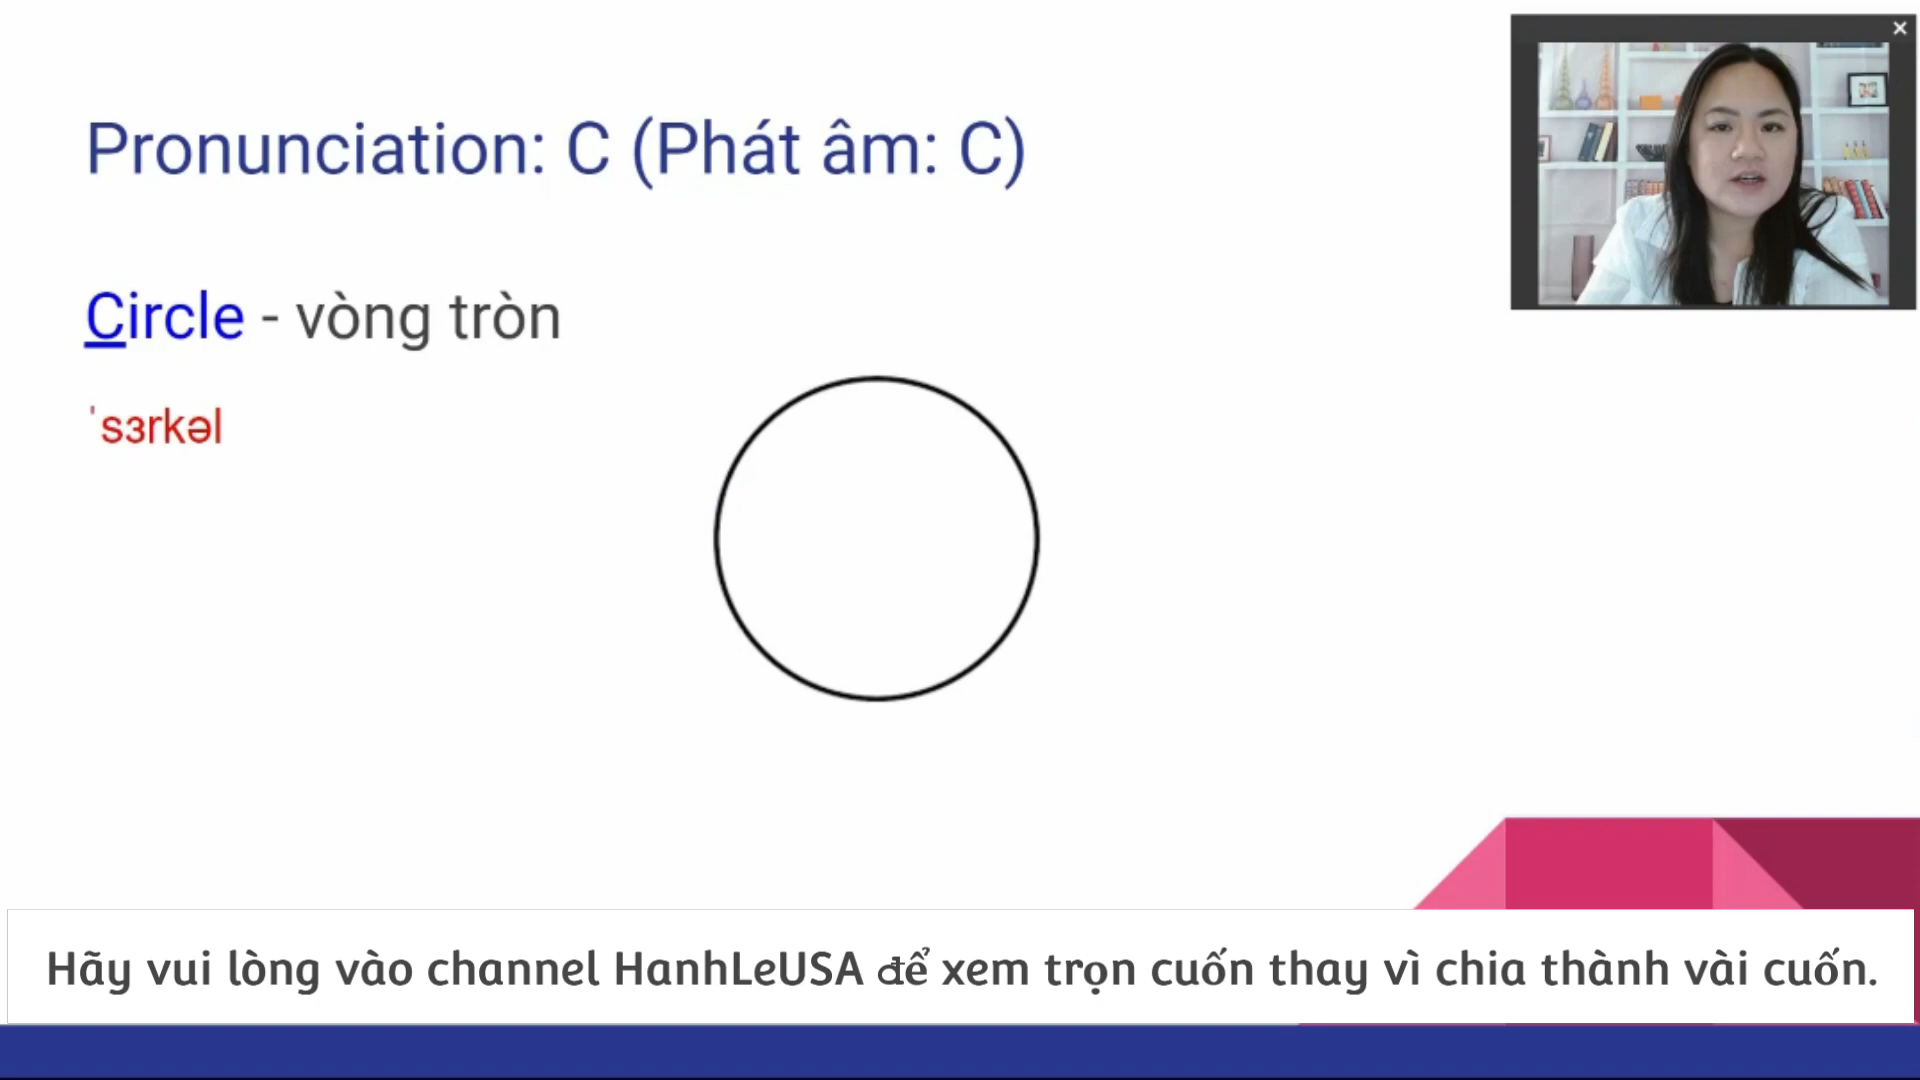 Pronunciation: C (Phát âm: C)
Circle - vòng tròn
ˈsɜrkəl
Hãy vui lòng vào channel HanhLeUSA để xem trọn cuốn thay vì chia thành vài cuốn.